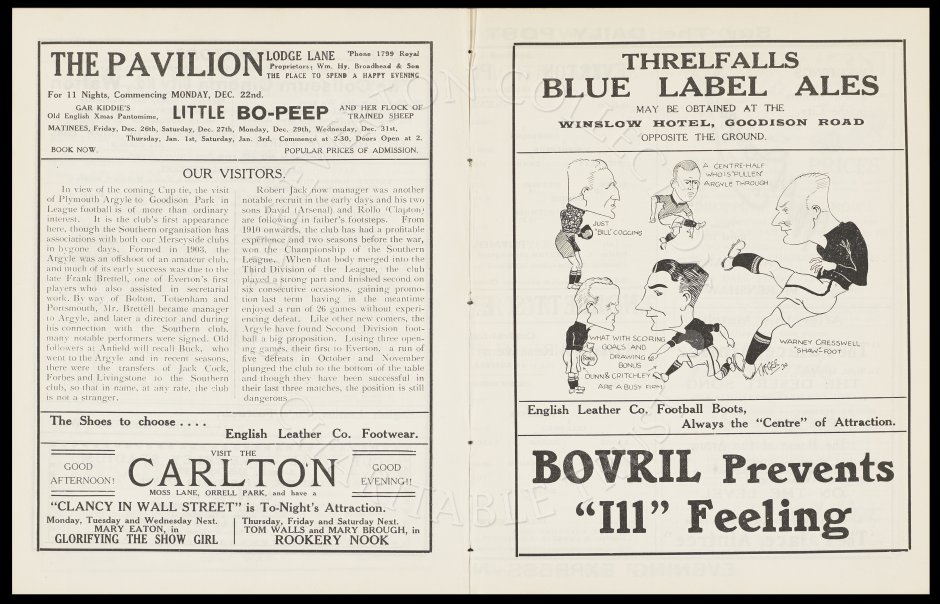 THE PAVILION
LODGE LANE 'Phone 1799 Royal
Proprietors: Wm. Hy. Broadhead & Son
THE PLACE TO SPEND A HAPPY EVENING
For 11 Nights, Commencing MONDAY, DEC. 22nd.
GAR KIDDIE'S
Old English Xmas Pantomime,
LITTLE BO-PEEP
AND HER FLOCK OF
TRAINED SHEEP
MATINEES, Friday, Dec. 26th, Saturday, Dec. 27th, Monday, Dec. 29th, Wednesday, Dec. 31st,
Thursday, Jan. 1st, Saturday, Jan. 3rd. Commence at 2-30, Doors Open at 2.
BOOK NOW. POPULAR PRICES OF ADMISSION.
OUR VISITORS.
In view of the coming Cup-tie, the visit
of Plymouth Argyle to Goodison Park in
League football is of more than ordinary
interest. It is the club's first appearance
here, though the Southern organisation has
associations with both our Merseyside clubs
in bygone days. Formed in 1903, the
Argyle was an offshoot of an amateur club,
and much of its early success was due to the
late Frank Brettell, one of Everton's first
players who also assisted in secretarial
work. By way of Bolton, Tottenham and
Portsmouth, Mr. Brettell became manager
to Argyle, and later a director and during
his connection with the Southern club,
many notable performers were signed. Old
followers at Anfield will recall Buck, who
went to the Argyle and in recent seasons,
there were the transfers of Jack Cock,
Forbes and Livingstone to the Southern
club, so that in name, at any rate, the club
is not a stranger.
Robert Jack now manager was another
notable recruit in the early days and his two
sons David (Arsenal) and Rollo (Clapton)
are following in father's footsteps. From
1910 onwards, the club has had a profitable
experience and two seasons before the war,
won the Championship of the Southern
League. When that body merged into the
Third Division of the League, the club
played a strong part and finished second on
six consecutive occasions, gaining promo-
tion last term having in the meantime
enjoyed a run of 26 games without experi-
encing defeat. Like other new comers, the
Argyle have found Second Division foot-
ball a big proposition. Losing three open-
ing games, their first to Everton, a run of
five defeats in October and November
plunged the club to the bottom of the table
and though they have been successful in
their last three matches, the position is still
dangerous.
The Shoes to choose ....
English Leather Co. Footwear.
GOOD
AFTERNOON!
VISIT THE
CARLTON
MOSS LANE, ORRELL PARK, and have a
GOOD
EVENING!!
"CLANCY IN WALL STREET" is To-Night's Attraction.
Monday, Tuesday and Wednesday Next.
MARY EATON, in
GLORIFYING THE SHOW GIRL
Thursday, Friday and Saturday Next.
TOM WALLS and MARY BROUGH, in
ROOKERY NOOK
THRELFALLS
BLUE LABEL ALES
MAY BE OBTAINED AT THE
WINSLOW HOTEL, GOODISON ROAD
OPPOSITE THE GROUND.
JUST
"BILL" COGGINS
A CENTRE-HALF
WHO IS "PULLEN"
ARGYLE THROUGH
WARNEY CRESSWELL
"SHAW"-FOOT
WHAT WITH SCORING
GOALS AND
DRAWING
BONUS
DUNN & CRITCHLEY
ARE A BUSY FIRM
BONUS
English Leather Co. Football Boots,
Always the "Centre" of Attraction.
BOVRIL Prevents
"Ill" Feeling